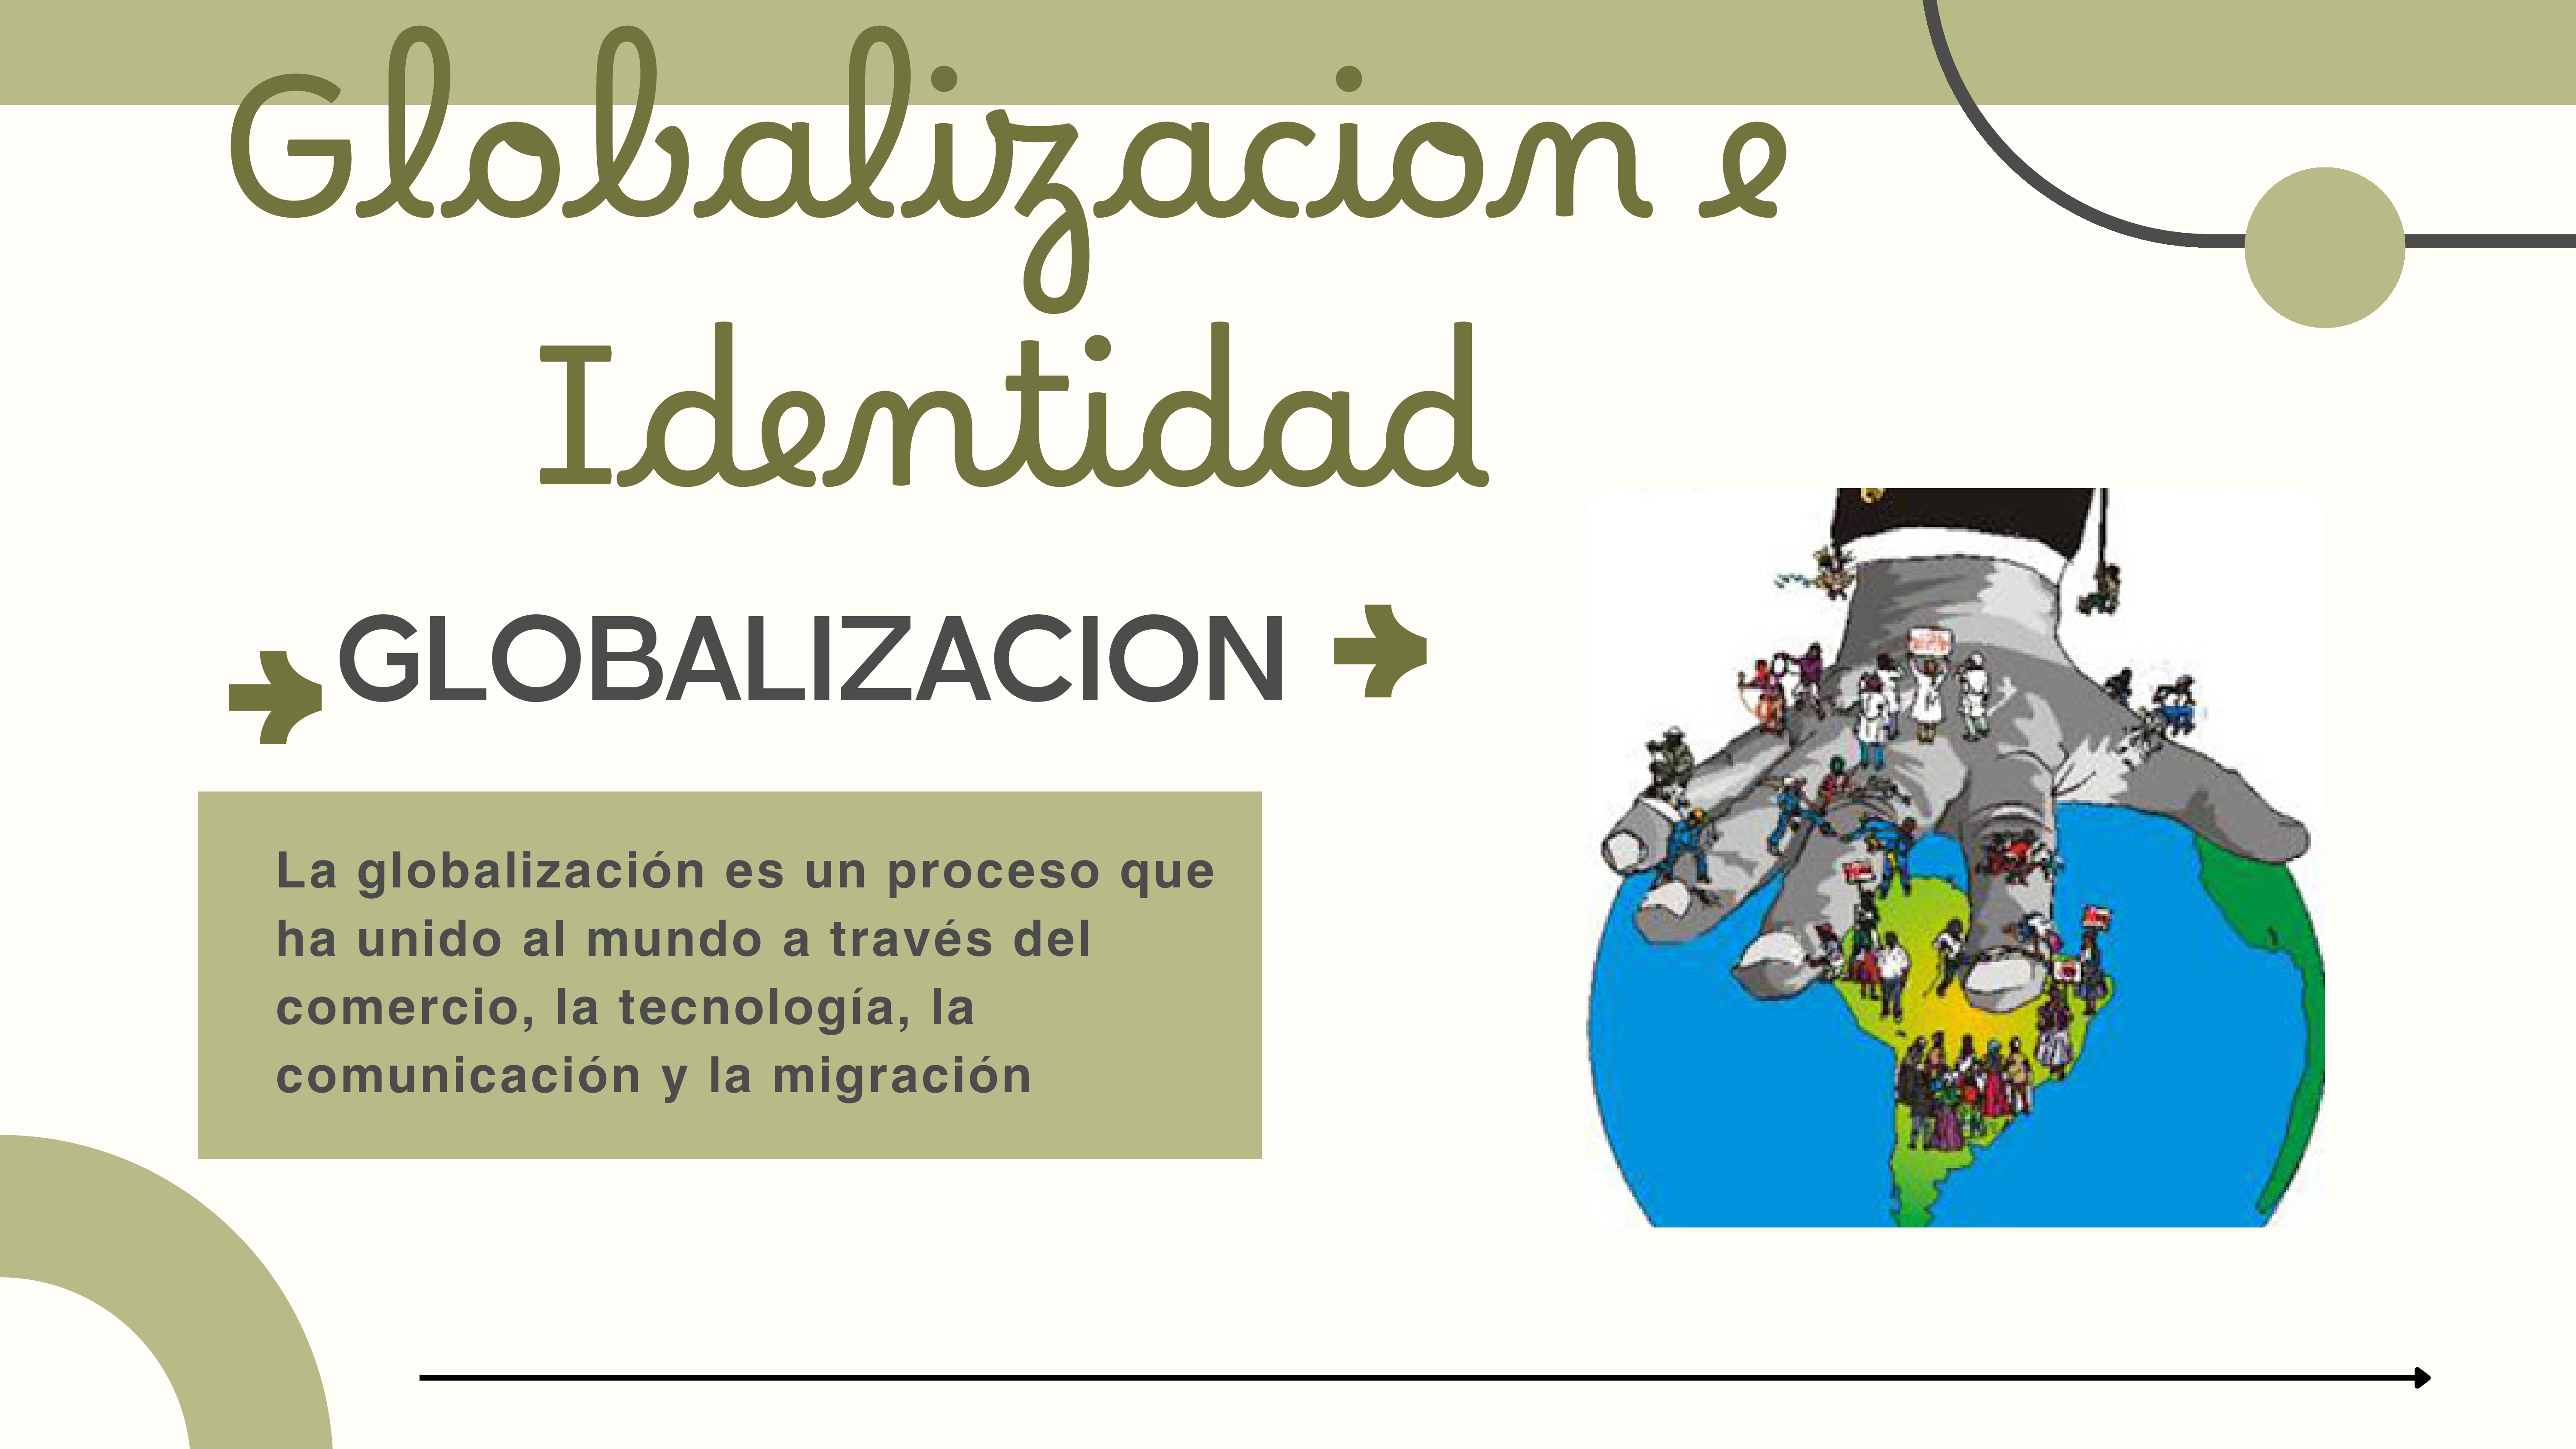 Globalizacion e
Identidad
GLOBALIZACION
La globalización es un proceso que
ha unido al mundo a través del
comercio, la tecnología, la
comunicación y la migración